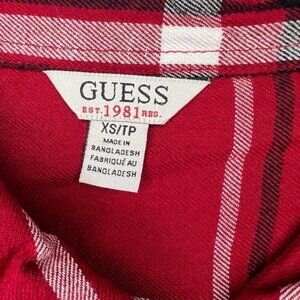 GUESS
EST. 1981 REG.
XS/TP
MADE IN
BANGLADESH
FABRIQUÉ AU
BANGLADESH